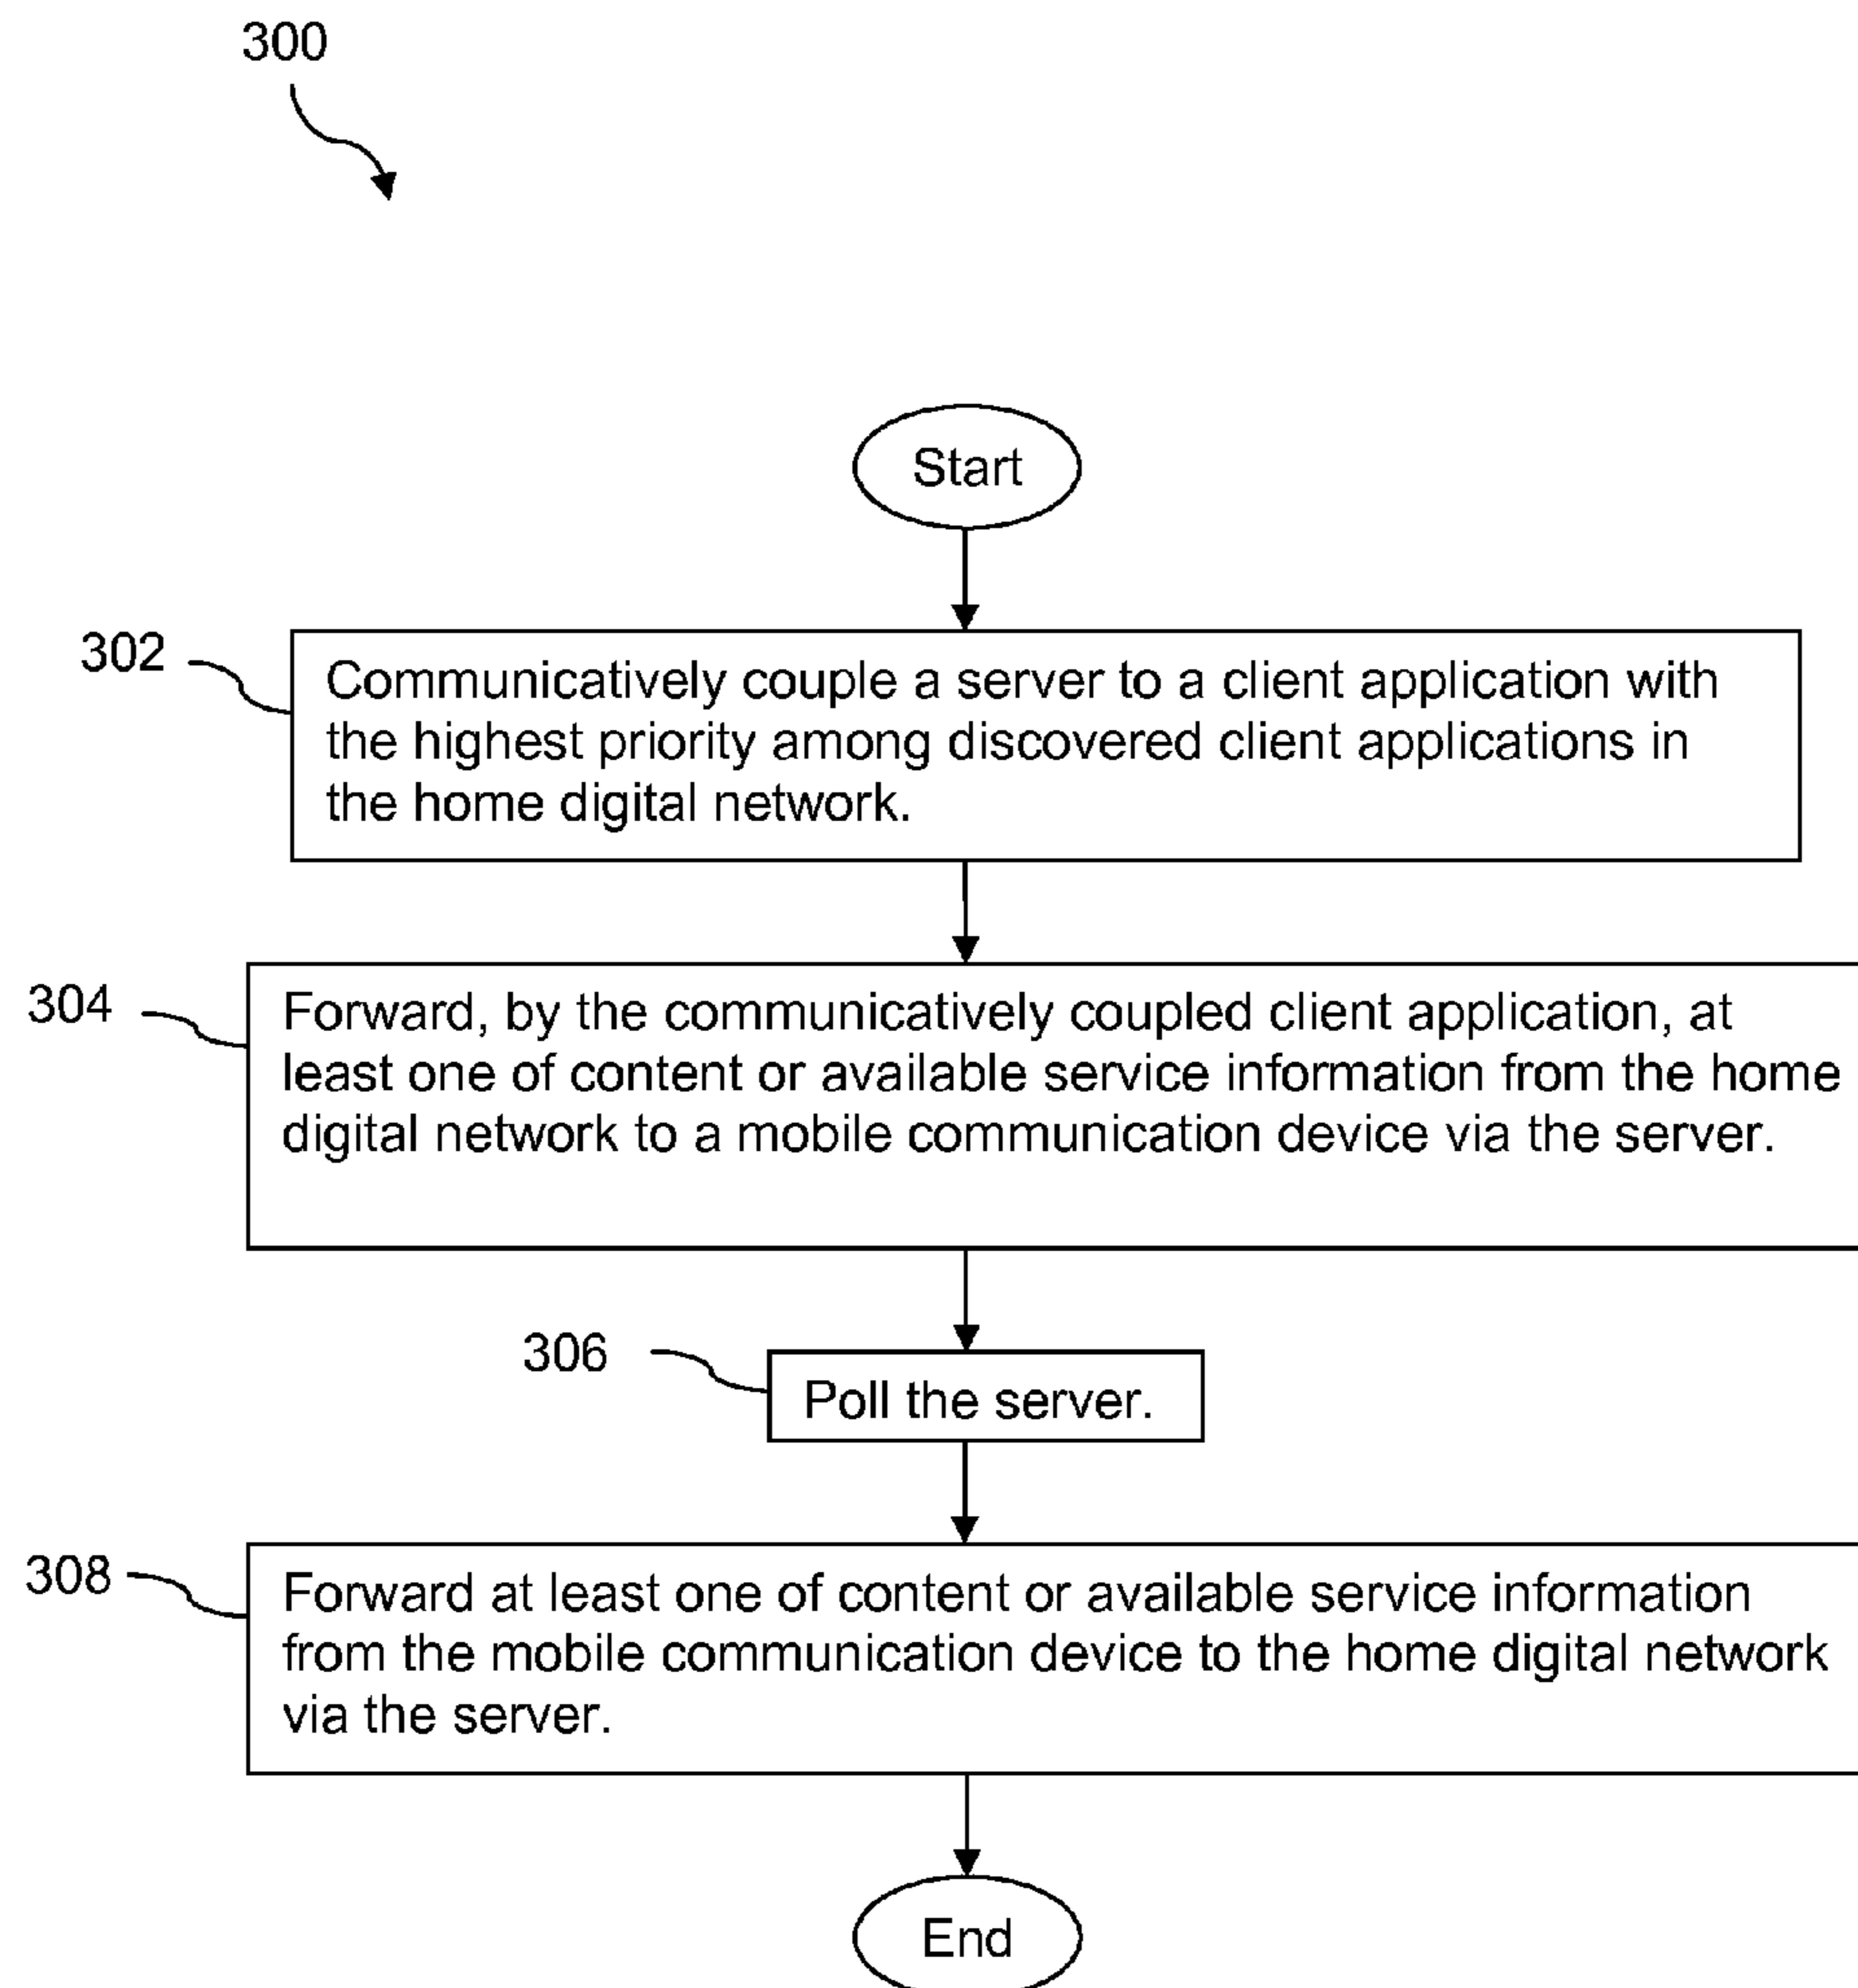 300
Start
302
Communicatively couple a server to a client application with
the highest priority among discovered client applications in
the home digital network.
304
Forward, by the communicatively coupled client application, at
least one of content or available service information from the home
digital network to a mobile communication device via the server.
306
Poll the server.
308
Forward at least one of content or available service information
from the mobile communication device to the home digital network
via the server.
End